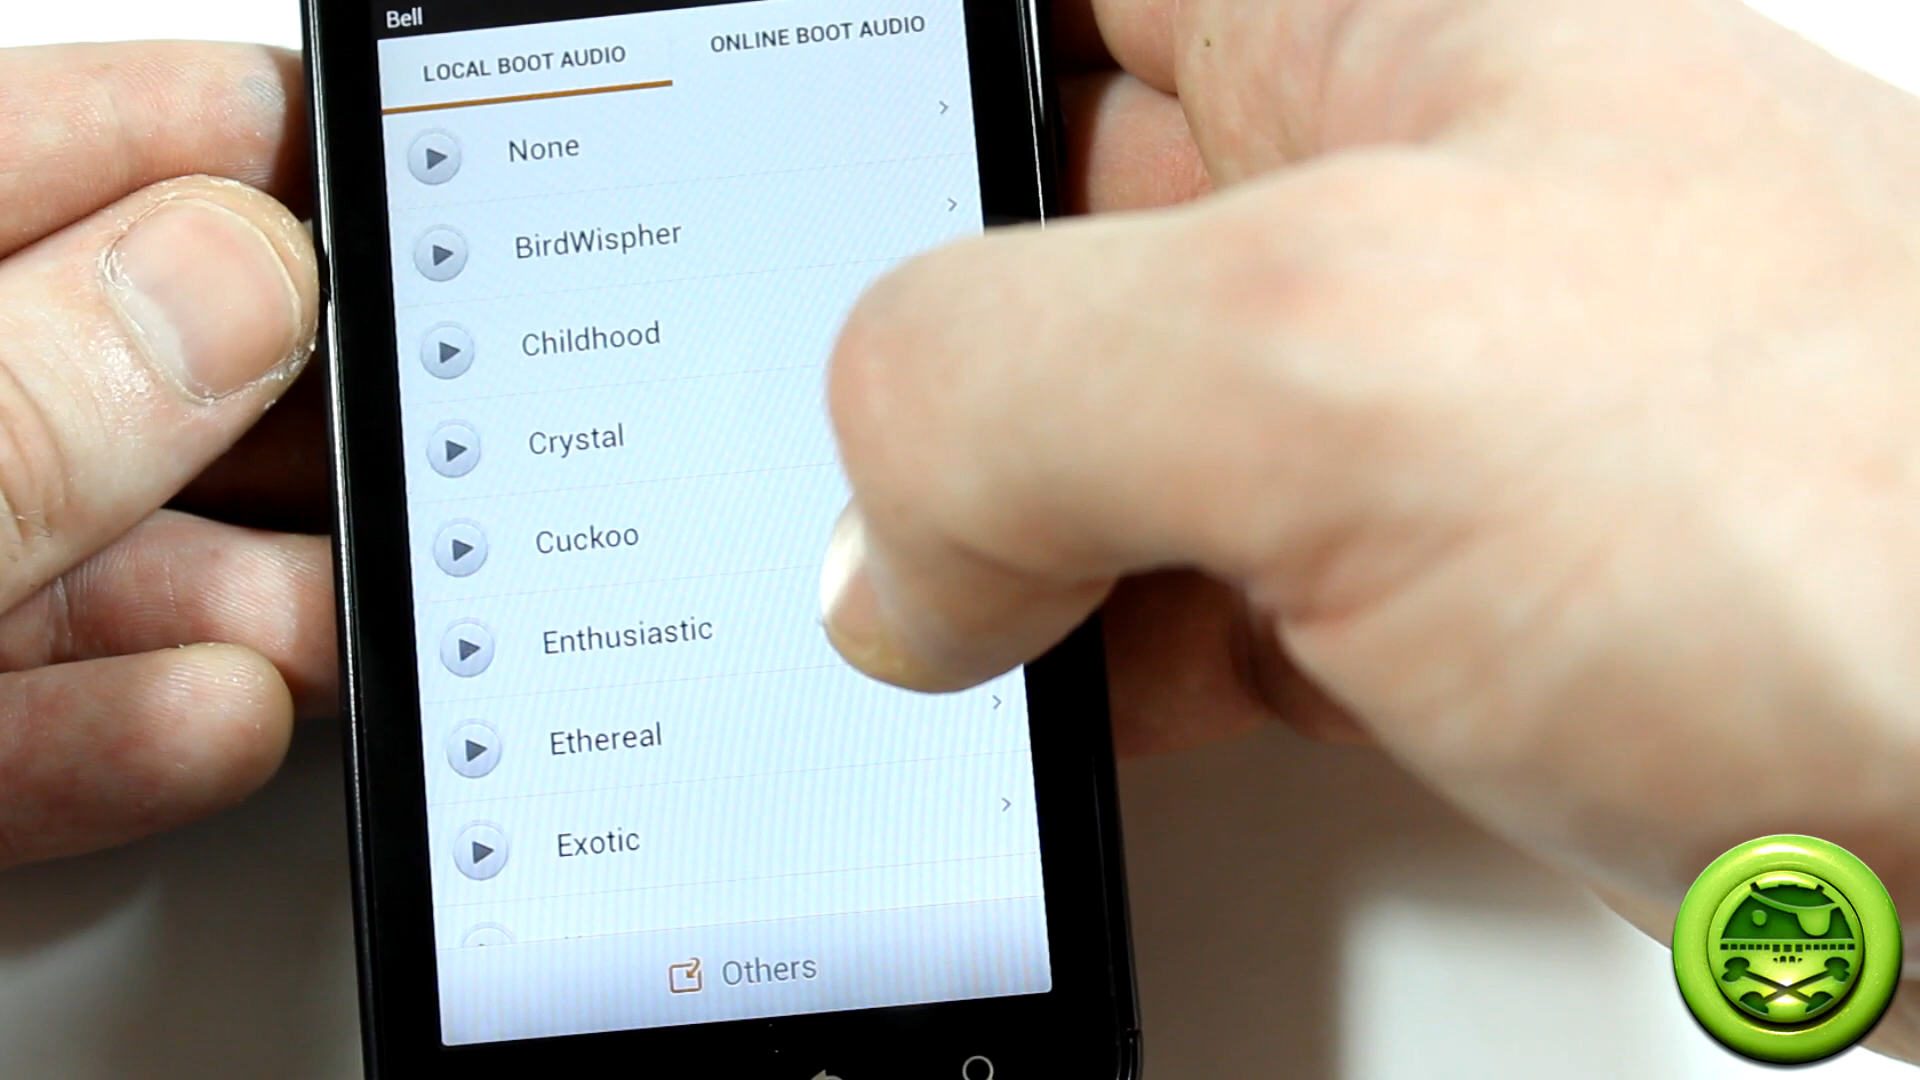 Bell
LOCAL BOOT AUDIO
ONLINE BOOT AUDIO
None
BirdWispher
Childhood
Crystal
Cuckoo
Enthusiastic
Ethereal
Exotic
Others